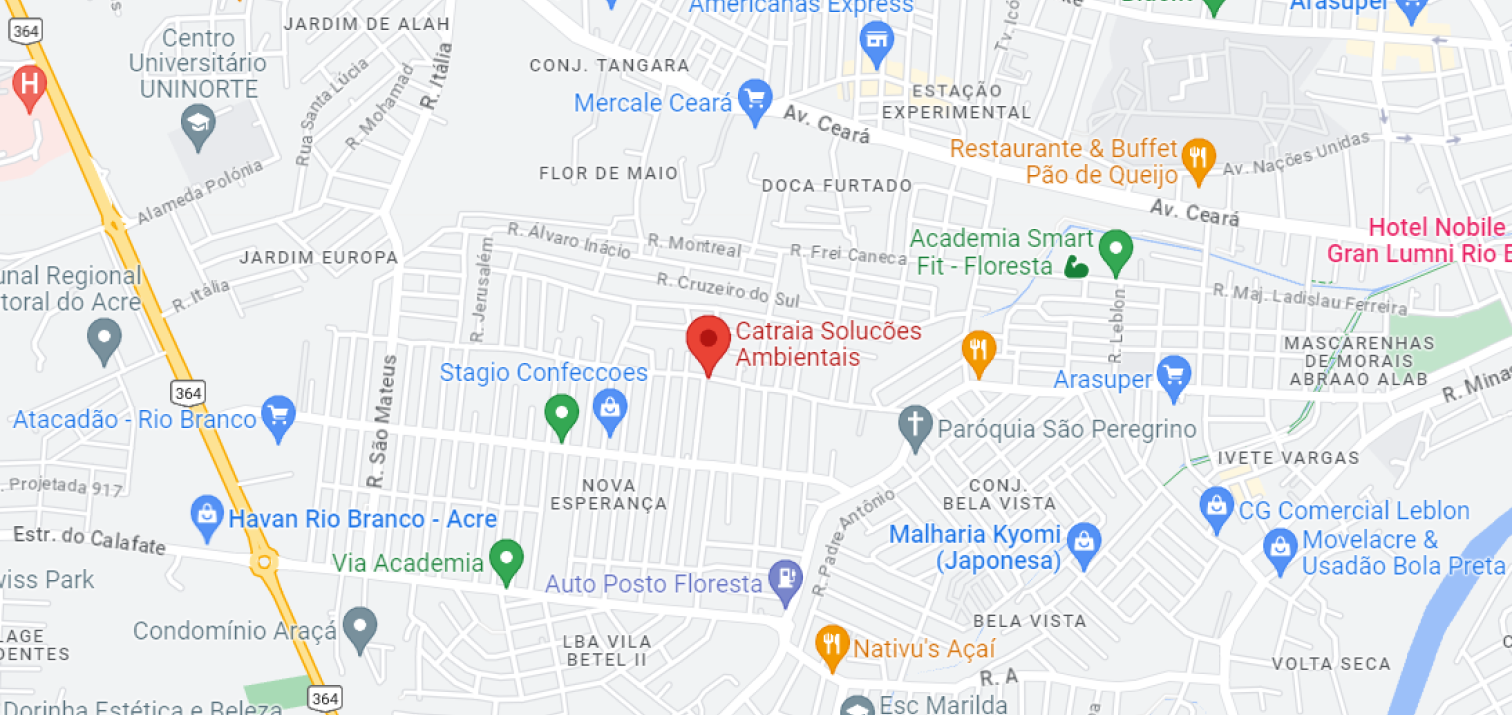 364
JARDIM DE ALAH
Americanas Express
Arasuper
Centro
Universitário
UNINORTE
R. Itália
Tv. Icó
CONJ. TANGARA
H
Rua Santa Lúcia
R. Mohamad
Mercale Ceará
ESTAÇÃO
EXPERIMENTAL
Av. Ceará
Restaurante & Buffet
Pão de Queijo
Av. Nações Unidas
FLOR DE MAIO
DOCA FURTADO
Alameda Polônia
Av. Ceará
Hotel Nobile
Gran Lumni Rio B
R. Álvaro Inácio
R. Montreal
R. Frei Caneca
Academia Smart
Fit - Floresta
JARDIM EUROPA
R. Jerusalém
unal Regional
toral do Acre
R. Itália
R. Cruzeiro do Sul
R. Maj. Ladislau Ferreira
R. Leblon
Catraia Solucões
Ambientais
MASCARENHAS
DE MORAIS
ABRAAO ALAB
Stagio Confeccoes
Arasuper
R. Minas
364
R. São Mateus
Atacadão - Rio Branco
Paróquia São Peregrino
IVETE VARGAS
. Projetada 917
NOVA
ESPERANÇA
CONJ.
BELA VISTA
R. Padre Antônio
Havan Rio Branco - Acre
CG Comercial Leblon
Estr. do Calafate
Malharia Kyomi
(Japonesa)
Movelacre &
Usadão Bola Preta
Via Academia
viss Park
Auto Posto Floresta
Condomínio Araçá
BELA VISTA
LAGE
DENTES
LBA VILA
BETEL II
Nativu's Açaí
VOLTA SECA
R. A
364
Dorinha Estética e Beleza
Esc Marilda